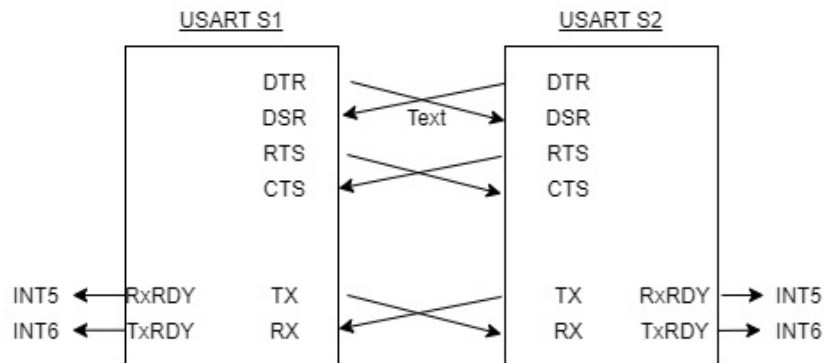 USART S1 USART S2
DTR DTR
DSR Text DSR
RTS RTS
CTS CTS
INT5 RxRDY TX TX RxRDY INT5
INT6 TxRDY RX RX TxRDY INT6